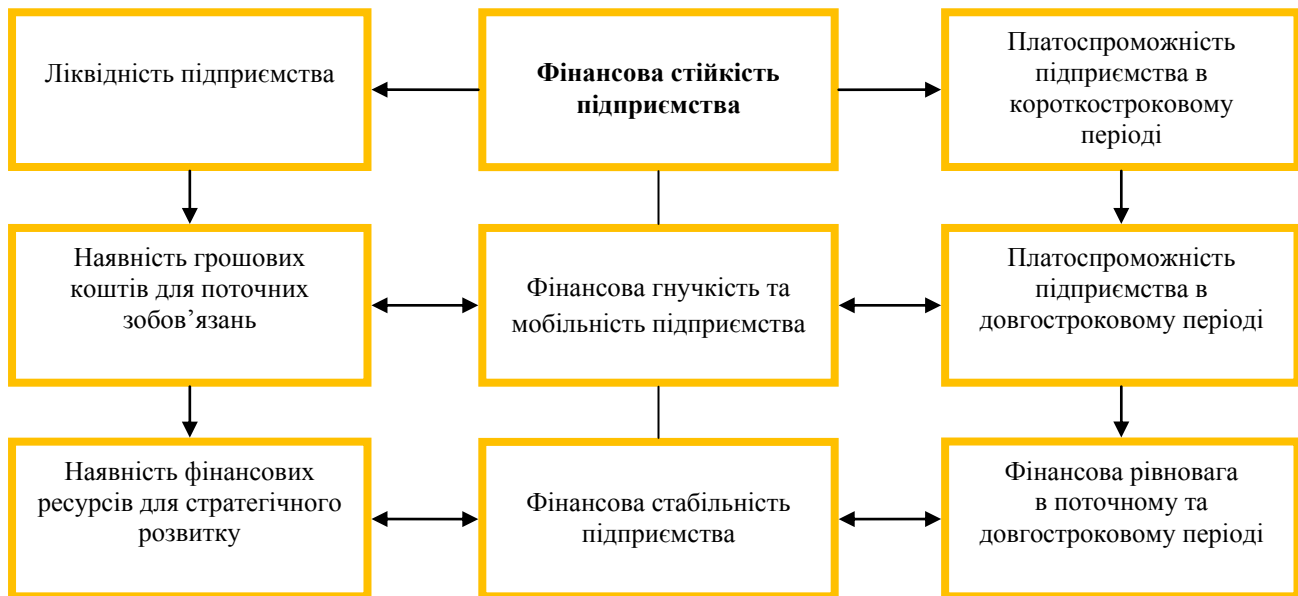 Ліквідність підприємства
Фінансова стійкість
підприємства
Платоспроможність
підприємства в
короткостроковому
періоді
Наявність грошових
коштів для поточних
зобов’язань
Фінансова гнучкість та
мобільність підприємства
Платоспроможність
підприємства в
довгостроковому періоді
Наявність фінансових
ресурсів для стратегічного
розвитку
Фінансова стабільність
підприємства
Фінансова рівновага
в поточному та
довгостроковому періоді